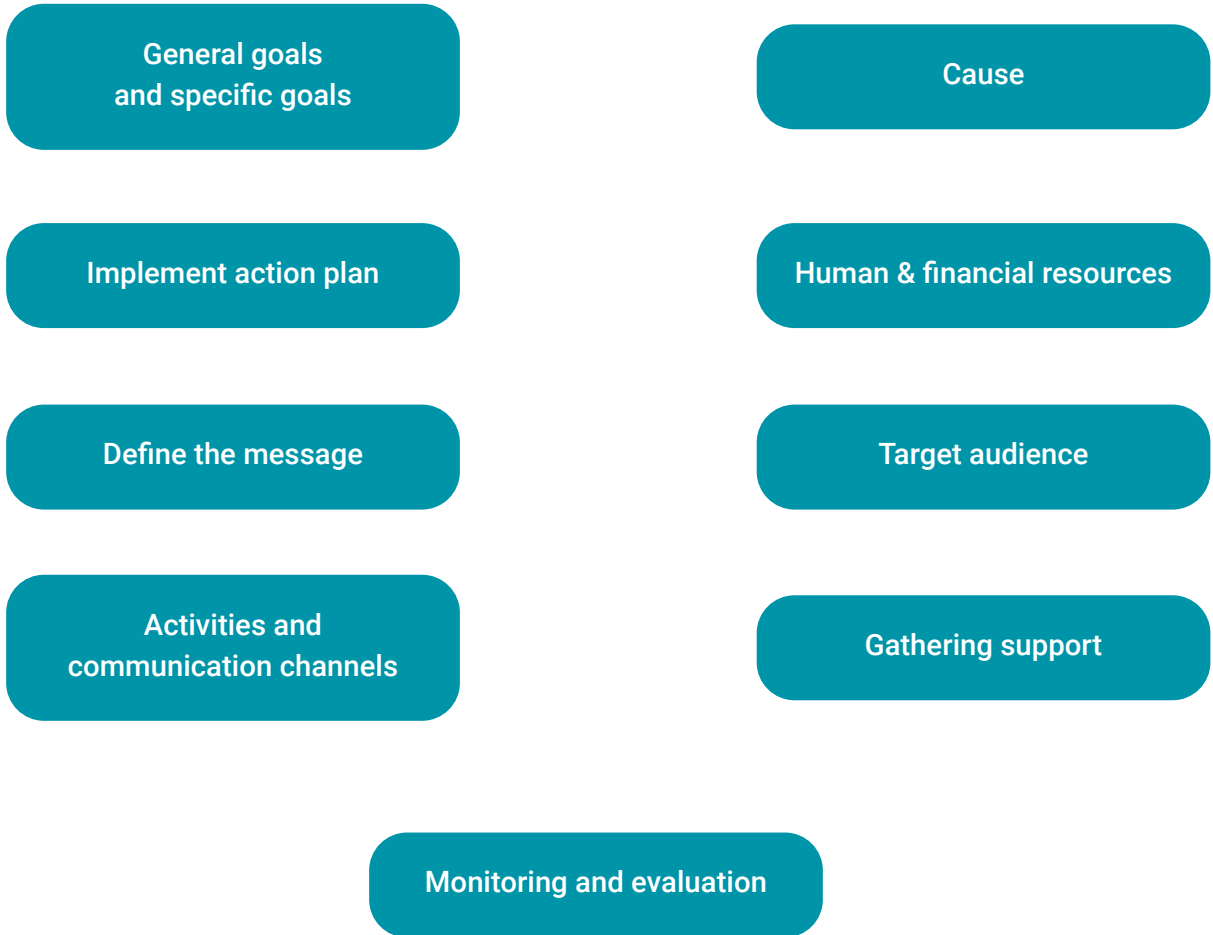 General goals
and specific goals
Cause
Implement action plan
Human & financial resources
Define the message
Target audience
Activities and
communication channels
Gathering support
Monitoring and evaluation